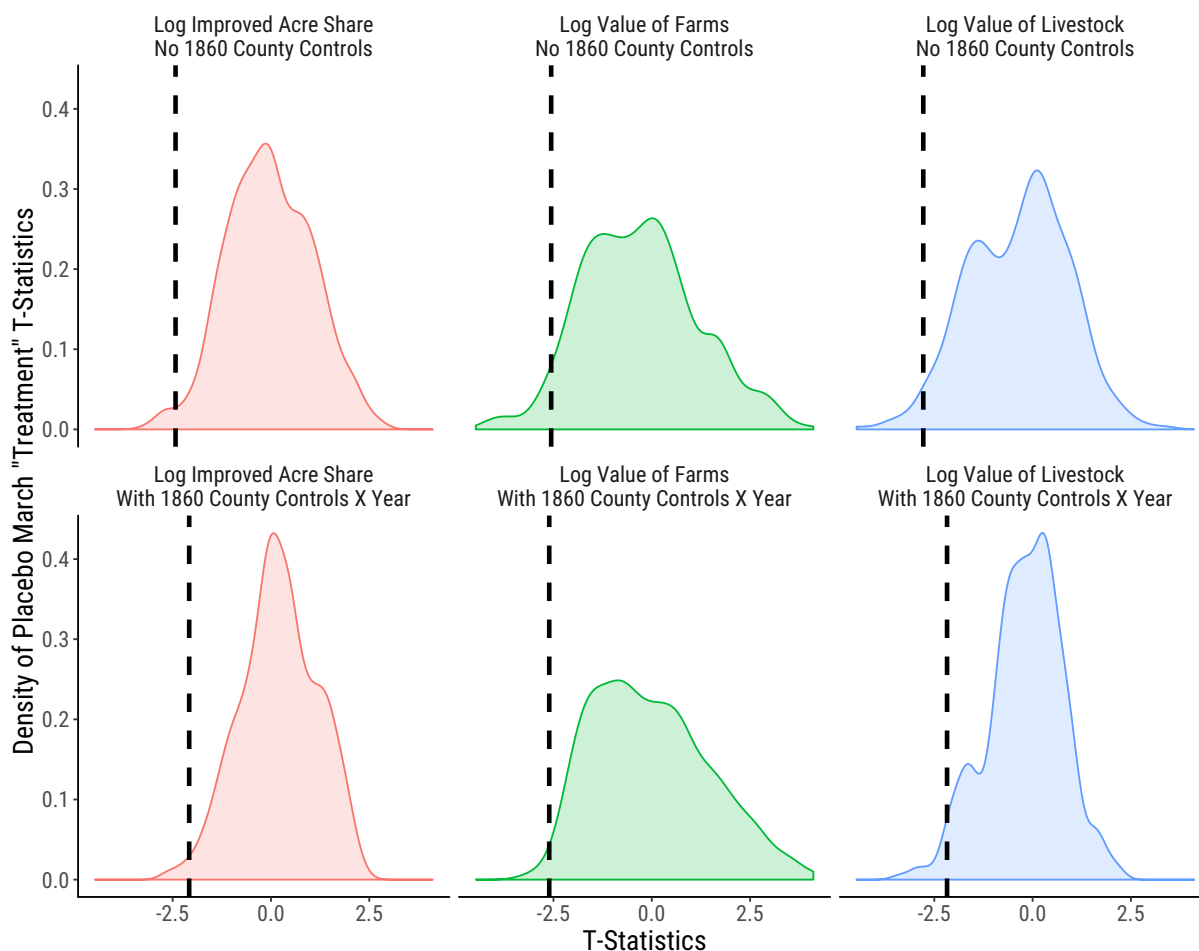 Log Improved Acre Share
No 1860 County Controls
Log Value of Farms
No 1860 County Controls
Log Value of Livestock
No 1860 County Controls
0.4
0.3
0.2
0.1
0.0
Log Improved Acre Share
With 1860 County Controls X Year
Log Value of Farms
With 1860 County Controls X Year
Log Value of Livestock
With 1860 County Controls X Year
0.4
0.3
0.2
0.1
0.0
-2.5 0.0 2.5
-2.5 0.0 2.5
-2.5 0.0 2.5
T-Statistics
Density of Placebo March "Treatment" T-Statistics